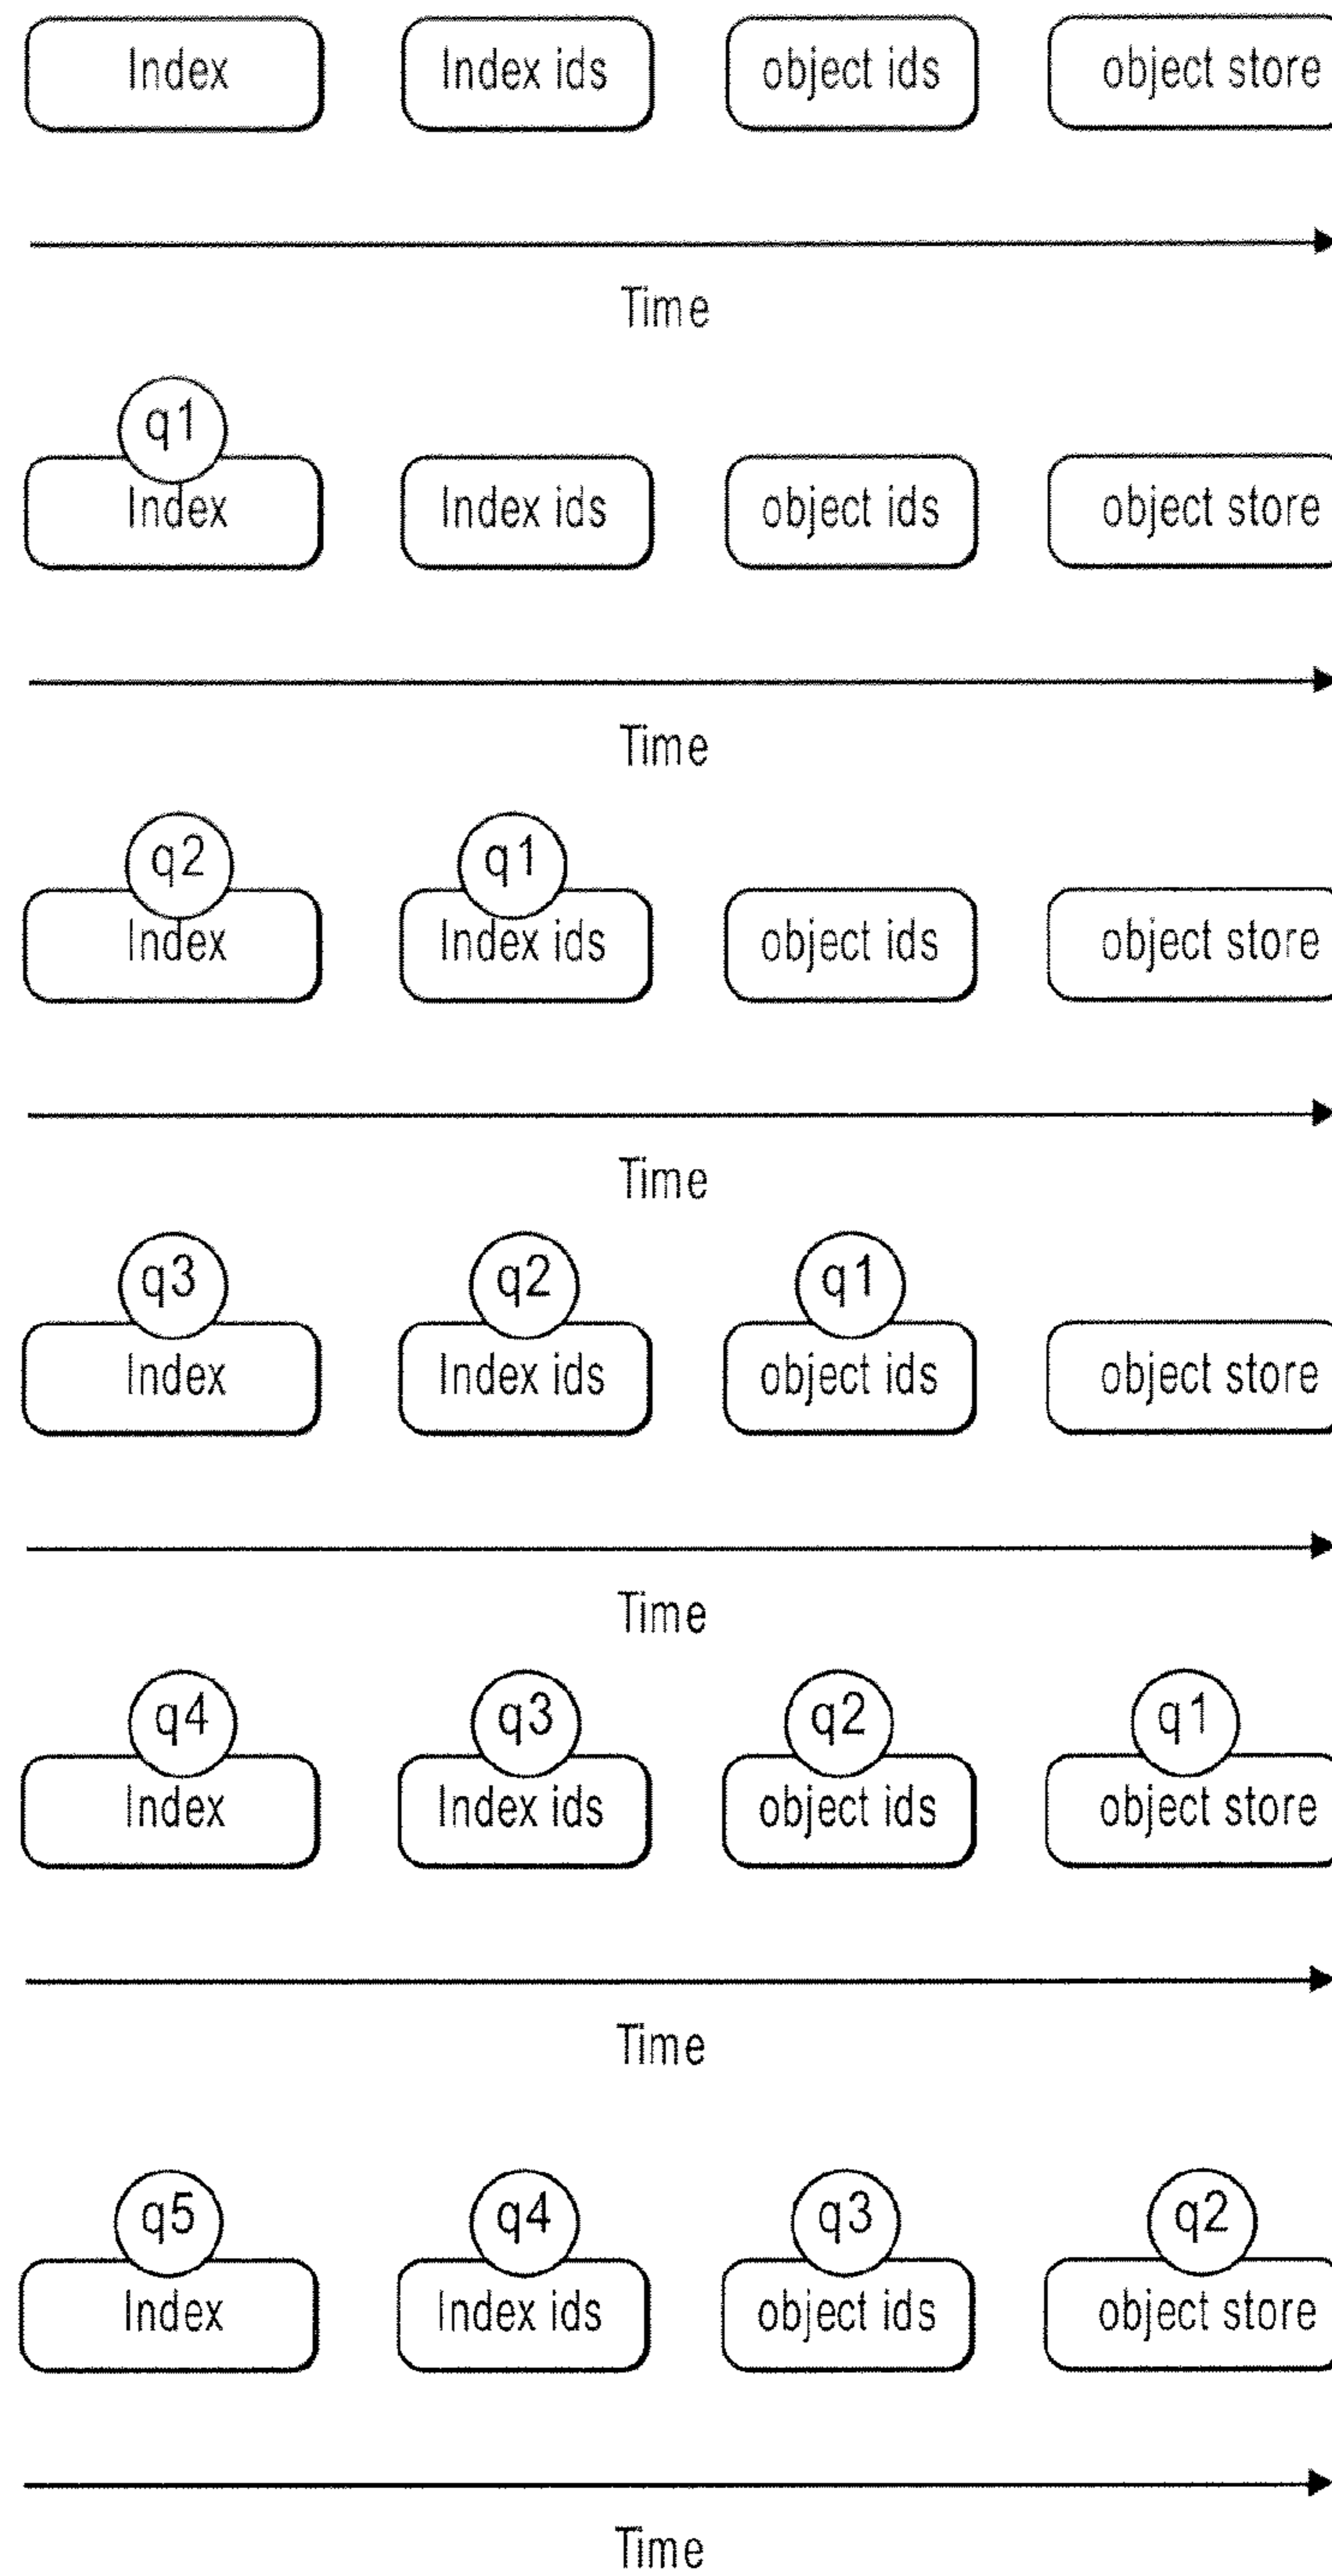 Index Index ids object ids object store
Time
q1
Index Index ids object ids object store
Time
q2 q1
Index Index ids object ids object store
Time
q3 q2 q1
Index Index ids object ids object store
Time
q4 q3 q2 q1
Index Index ids object ids object store
Time
q5 q4 q3 q2
Index Index ids object ids object store
Time